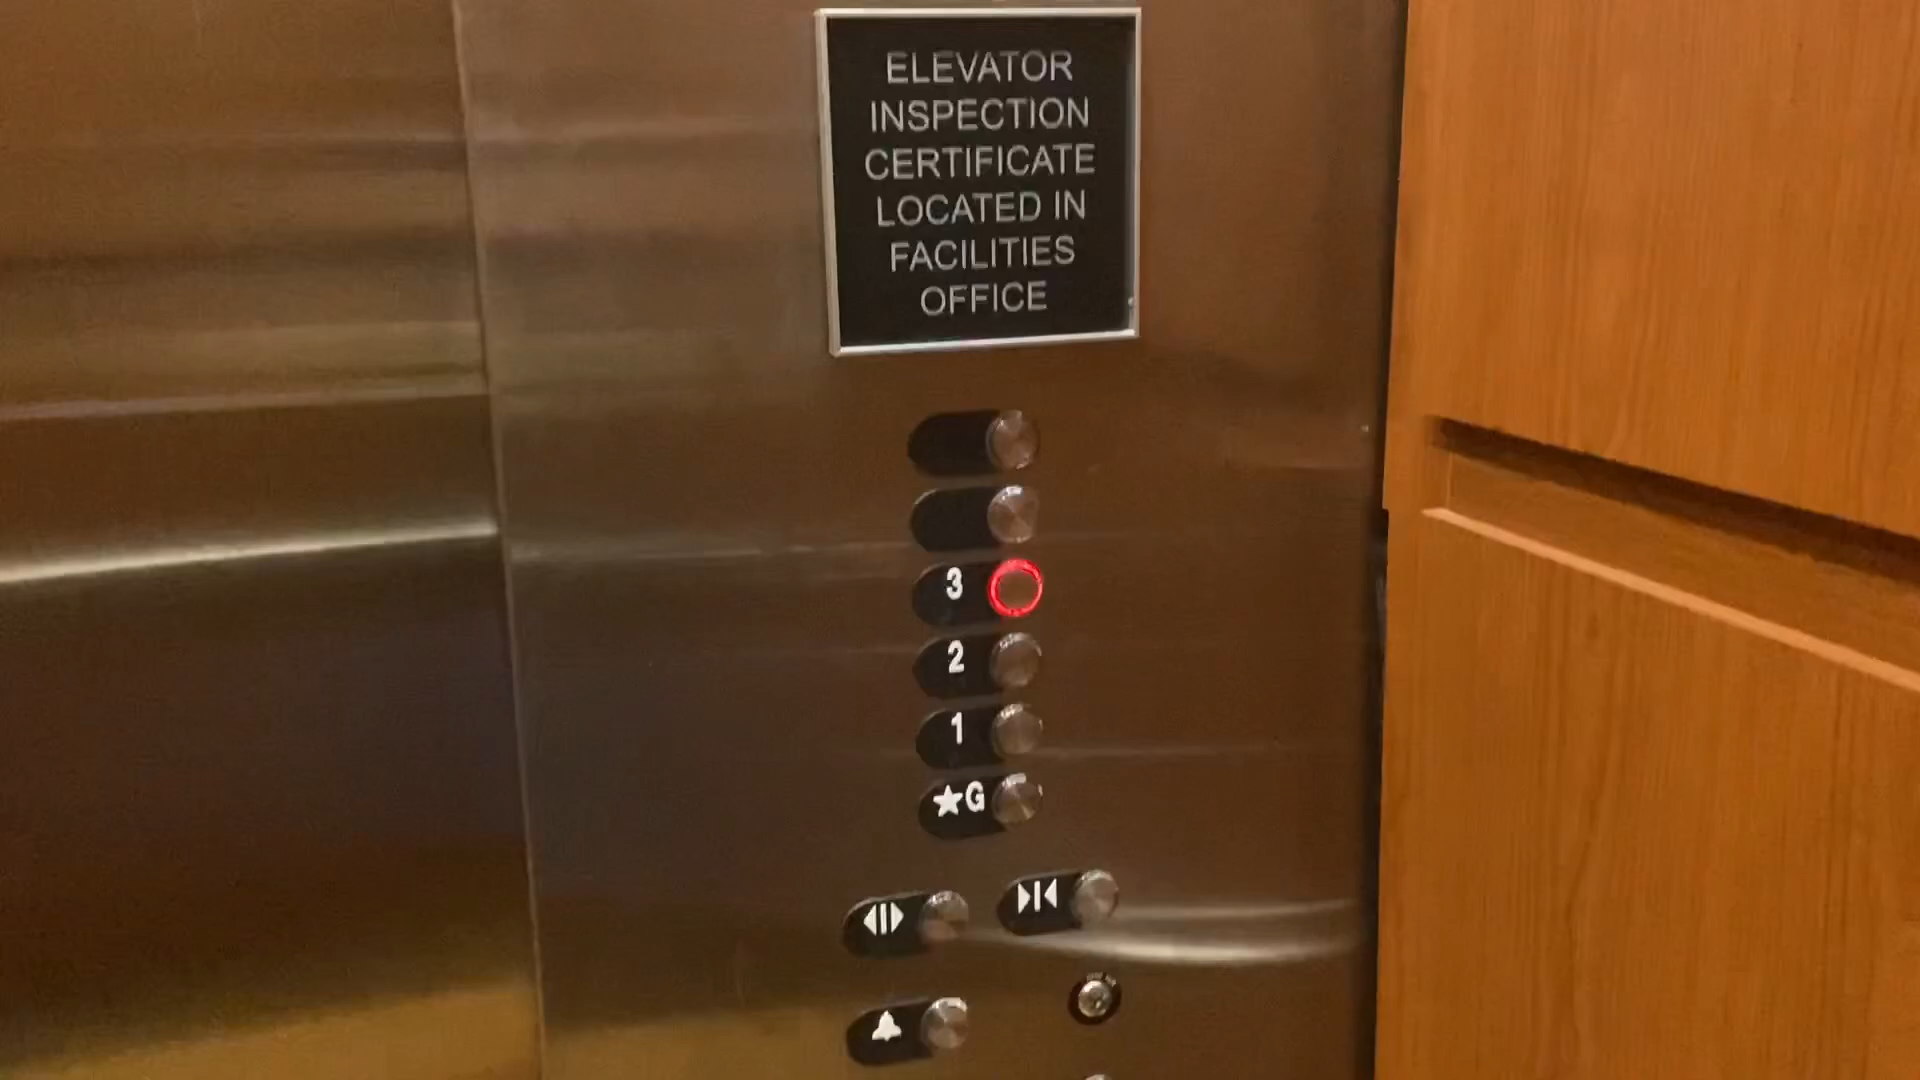 ELEVATOR
INSPECTION
CERTIFICATE
LOCATED IN
FACILITIES
OFFICE
3
2
1
★G